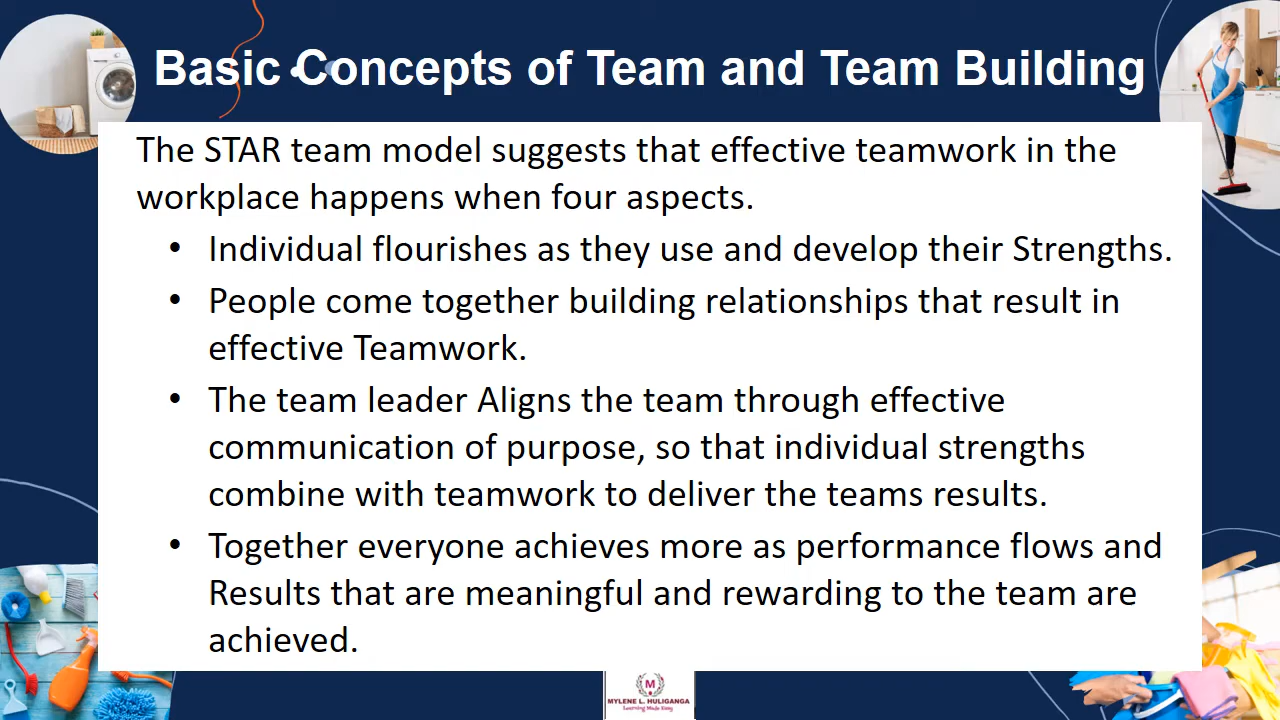 Basic Concepts of Team and Team Building
The STAR team model suggests that effective teamwork in the
workplace happens when four aspects.
• Individual flourishes as they use and develop their Strengths.
• People come together building relationships that result in
effective Teamwork.
• The team leader Aligns the team through effective
communication of purpose, so that individual strengths
combine with teamwork to deliver the teams results.
• Together everyone achieves more as performance flows and
Results that are meaningful and rewarding to the team are
achieved.
M
MYLENE L. HULIGANGA
Learning Made Easy